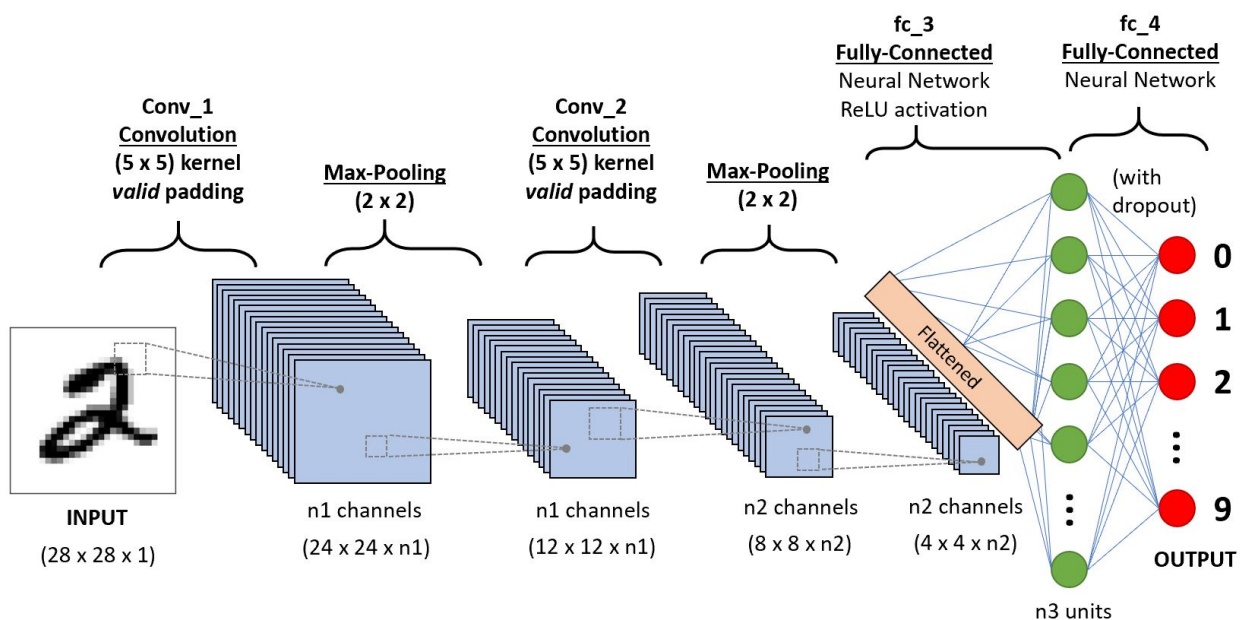 fc_3
Fully-Connected
Neural Network
ReLU activation
fc_4
Fully-Connected
Neural Network
Conv_1
Convolution
(5 x 5) kernel
valid padding
Max-Pooling
(2 x 2)
Conv_2
Convolution
(5 x 5) kernel
valid padding
Max-Pooling
(2 x 2)
(with
dropout)
Flattened
0
1
2
9
INPUT
(28 x 28 x 1)
n1 channels
(24 x 24 x n1)
n1 channels
(12 x 12 x n1)
n2 channels
(8 x 8 x n2)
n2 channels
(4 x 4 x n2)
OUTPUT
n3 units
2